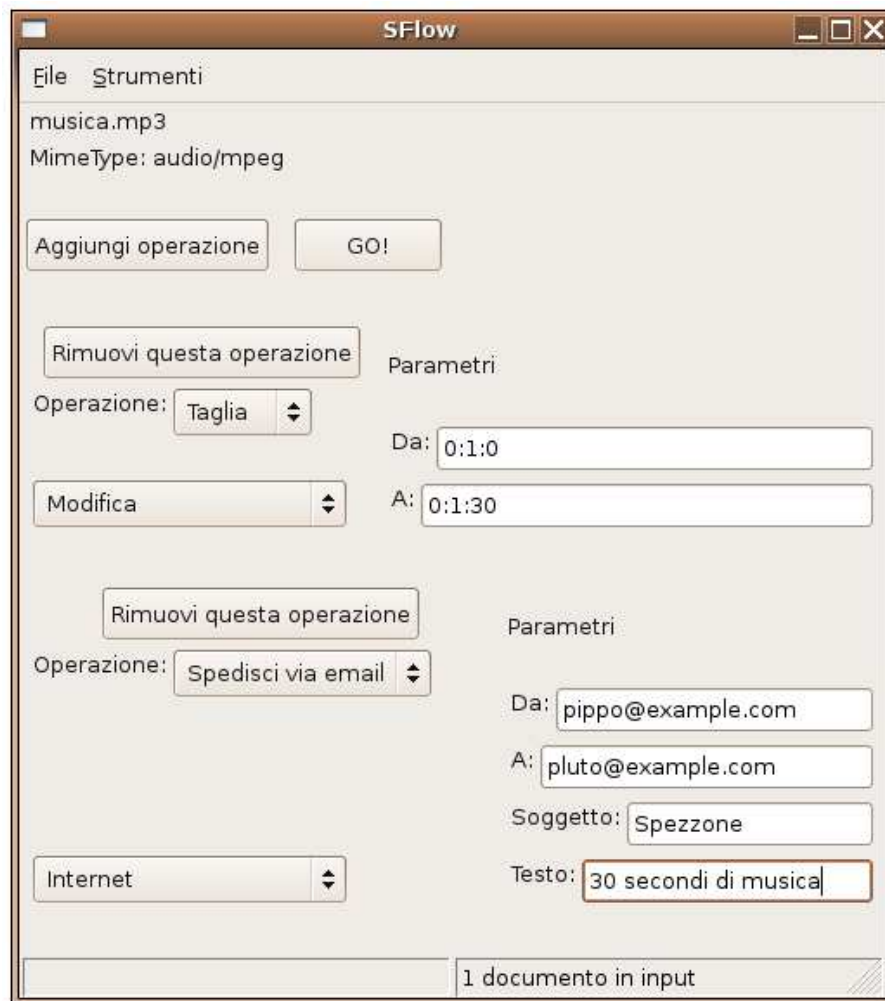 SFlow
File Strumenti
musica.mp3
MimeType: audio/mpeg
Aggiungi operazione GO!
Rimuovi questa operazione
Parametri
Operazione: Taglia
Da: 0:1:0
Modifica
A: 0:1:30
Rimuovi questa operazione
Parametri
Operazione: Spedisci via email
Da: pippo@example.com
A: pluto@example.com
Soggetto: Spezzone
Internet
Testo: 30 secondi di musica
1 documento in input